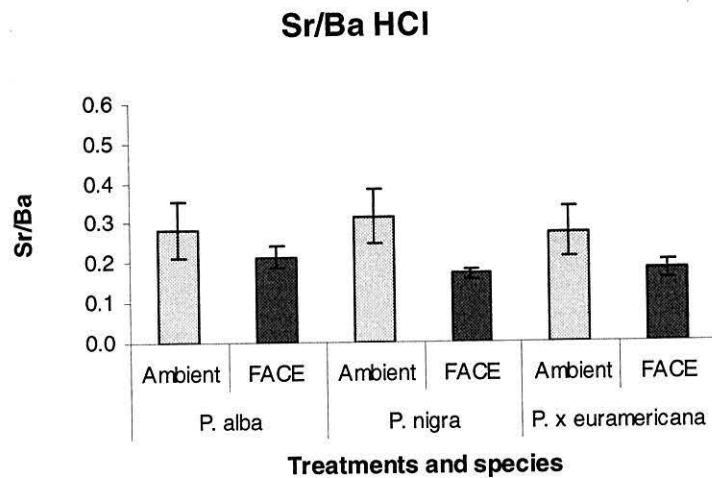 Sr/Ba HCl
Sr/Ba
0.6
0.5
0.4
0.3
0.2
0.1
0.0
Ambient FACE Ambient FACE Ambient FACE
P. alba P. nigra P. x euramericana
Treatments and species